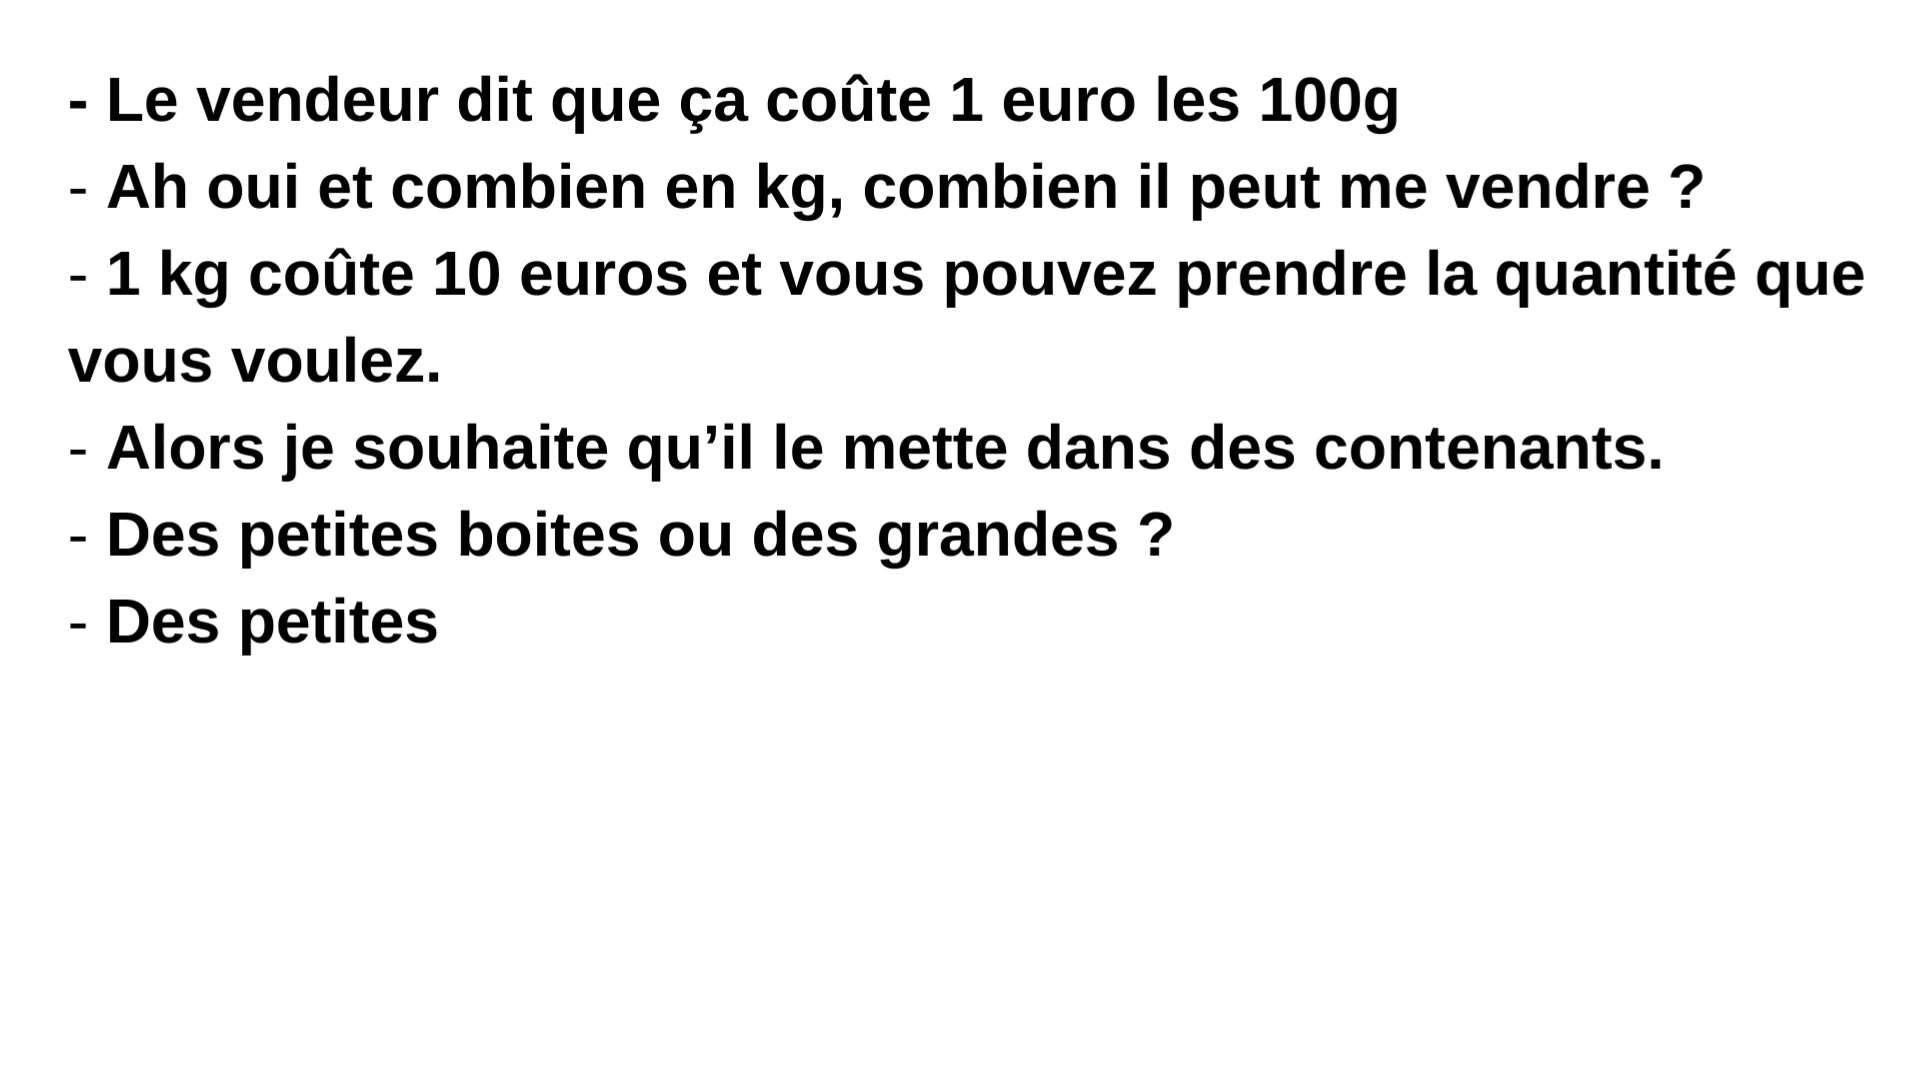 - Le vendeur dit que ça coûte 1 euro les 100g
- Ah oui et combien en kg, combien il peut me vendre ?
- 1 kg coûte 10 euros et vous pouvez prendre la quantité que
vous voulez.
- Alors je souhaite qu’il le mette dans des contenants.
- Des petites boites ou des grandes ?
- Des petites